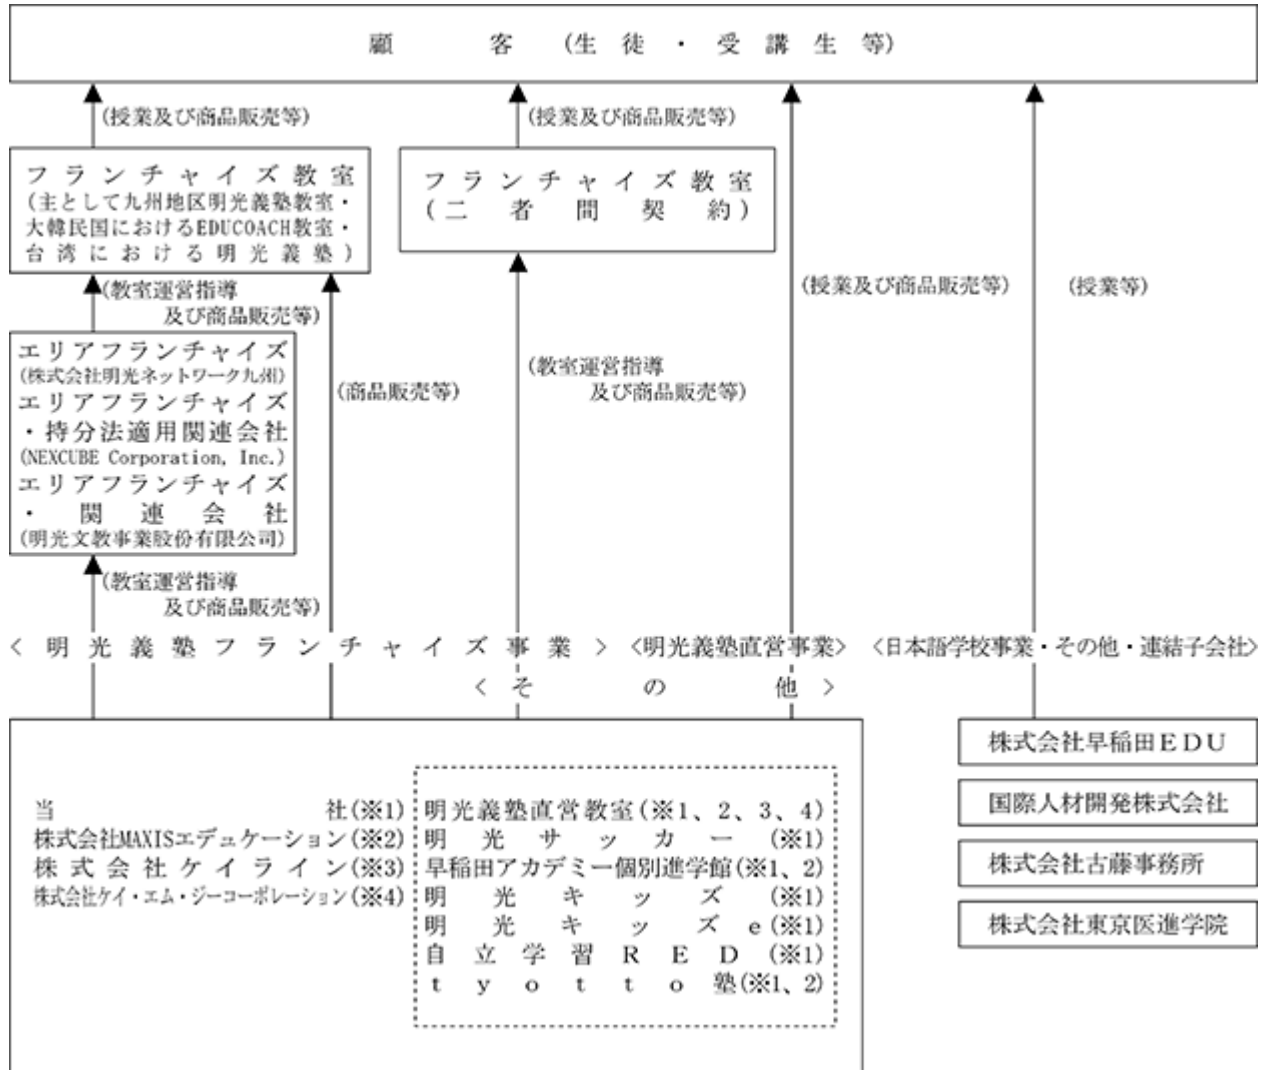 顧客(生徒・受講生等)
(授業及び商品販売等)
(授業及び商品販売等)
フランチャイズ教室
(主として九州地区明光義塾教室・
大韓民国におけるEDUCOACH教室・
台湾における明光義塾)
フランチャイズ教室
(二者間契約)
(教室運営指導
及び商品販売等)
(授業及び商品販売等)
(授業等)
エリアフランチャイズ
(株式会社明光ネットワーク九州)
エリアフランチャイズ
・持分法適用関連会社
(NEXCUBE Corporation, Inc.)
エリアフランチャイズ
・関連会社
(明光文教事業股份有限公司)
(商品販売等)
(教室運営指導
及び商品販売等)
(教室運営指導
及び商品販売等)
<明光義塾フランチャイズ事業>
<明光義塾直営事業>
<日本語学校事業・その他・連結子会社>
<その他>
当社(※1)
株式会社MAXISエデュケーション(※2)
株式会社ケイライン(※3)
株式会社ケイ・エム・ジーコーポレーション(※4)
明光義塾直営教室(※1、2、3、4)
明光サッカー(※1)
早稲田アカデミー個別進学館(※1、2)
明光キッズ(※1)
明光キッズe(※1)
自立学習RED(※1)
tyotto塾(※1、2)
株式会社早稲田EDU
国際人材開発株式会社
株式会社古藤事務所
株式会社東京医進学院